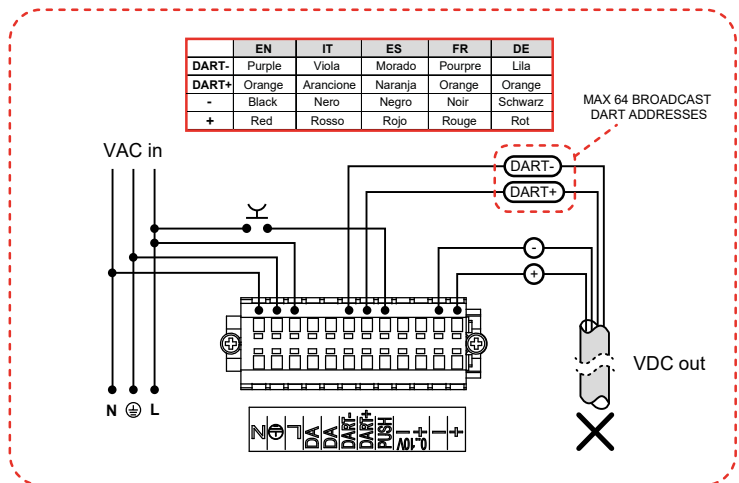 EN IT ES FR DE
DART- Purple Viola Morado Pourpre Lila
DART+ Orange Arancione Naranja Orange Orange
- Black Nero Negro Noir Schwarz
+ Red Rosso Rojo Rouge Rot
MAX 64 BROADCAST
DART ADDRESSES
VAC in
DART-
DART+
-
+
VDC out
N L
N L DA DA DART- DART+ PUSH - + 0..10V - +